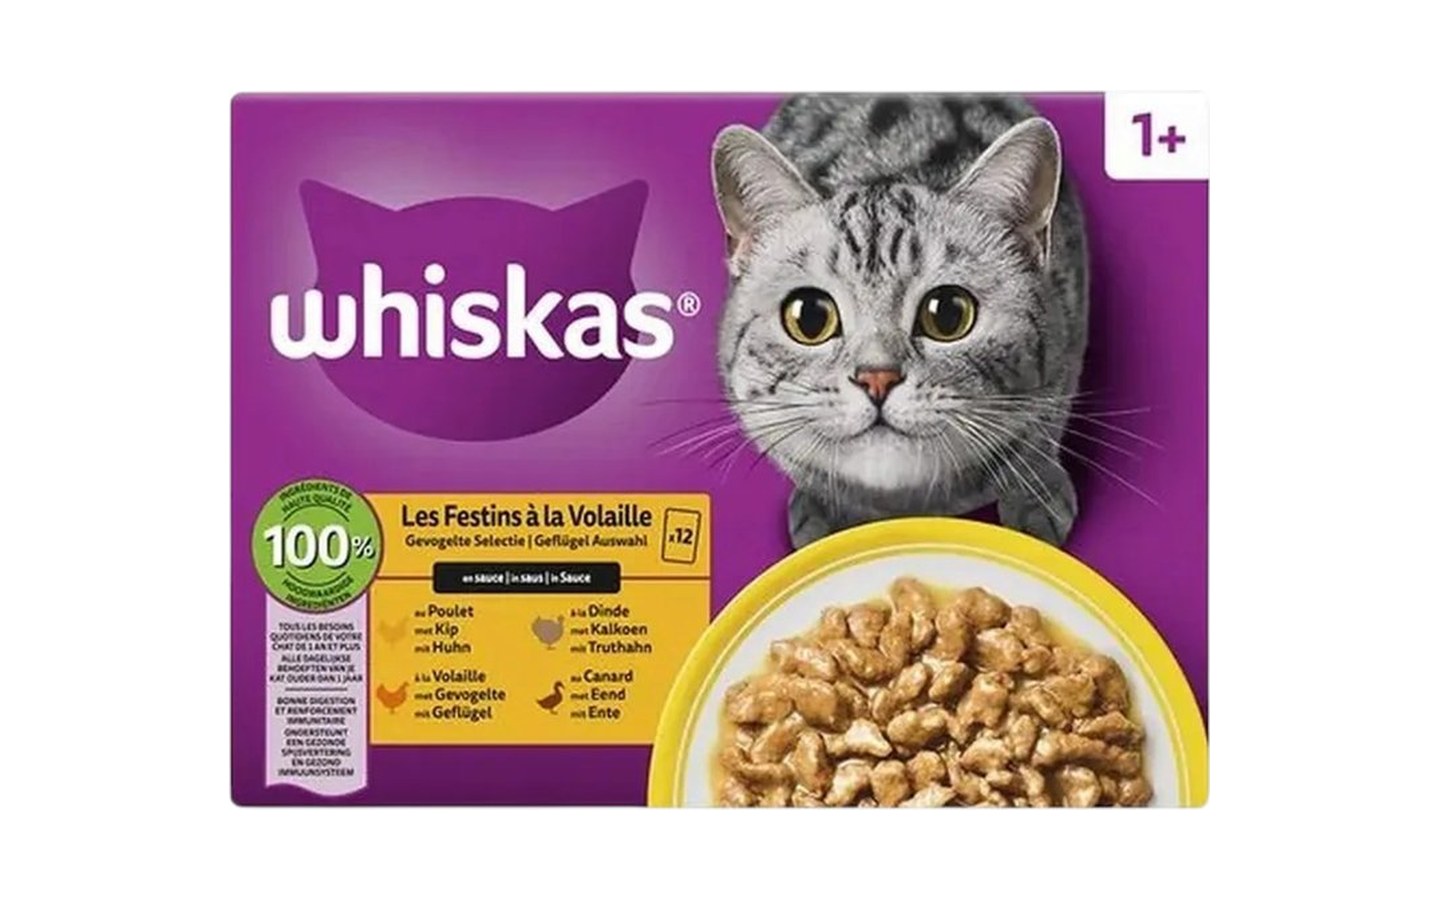 1+
whiskas®
INGRÉDIENTS DE
HAUTE QUALITÉ
100%
HOOGWAARDIGE
INGREDIËNTEN
Les Festins à la Volaille
Gevogelte Selectie | Geflügel Auswahl
x12
en sauce | in saus | in Sauce
au Poulet
met Kip
mit Huhn
à la Dinde
met Kalkoen
mit Truthahn
à la Volaille
met Gevogelte
mit Geflügel
au Canard
met Eend
mit Ente
TOUS LES BESOINS
QUOTIDIENS DE VOTRE
CHAT DE 1 AN ET PLUS
ALLE DAGELIJKSE
BEHOEFTEN VAN JE
KAT OUDER DAN 1 JAAR
BONNE DIGESTION
ET RENFORCEMENT
IMMUNITAIRE
ONDERSTEUNT
EEN GEZONDE
SPIJSVERTERING
EN GEZOND
IMMUUNSYSTEEM